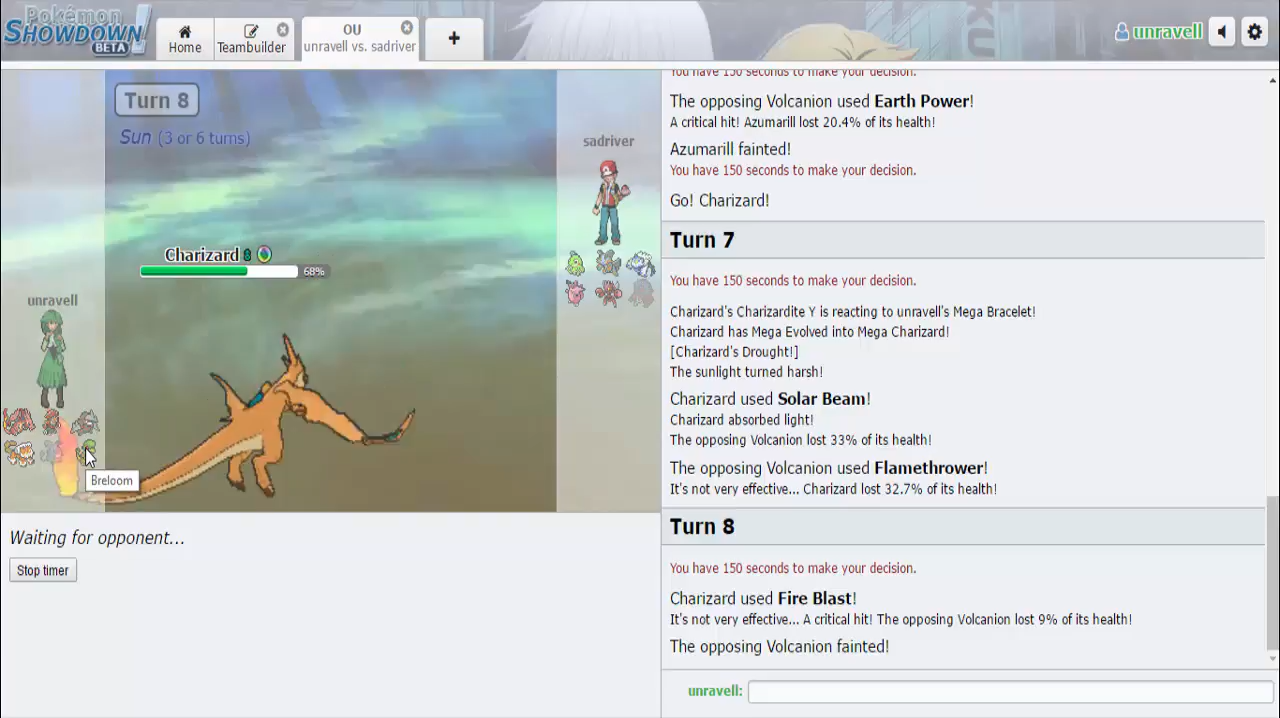 Pokémon
SHOWDOWN!
BETA
Home
Teambuilder
OU
unravell vs. sadriver
+
unravell
Turn 8
Sun (3 or 6 turns)
sadriver
Charizard
68%
unravell
Breloom
Waiting for opponent...
Stop timer
You have 150 seconds to make your decision.
The opposing Volcanion used Earth Power!
A critical hit! Azumarill lost 20.4% of its health!
Azumarill fainted!
You have 150 seconds to make your decision.
Go! Charizard!
Turn 7
You have 150 seconds to make your decision.
Charizard's Charizardite Y is reacting to unravell's Mega Bracelet!
Charizard has Mega Evolved into Mega Charizard!
[Charizard's Drought!]
The sunlight turned harsh!
Charizard used Solar Beam!
Charizard absorbed light!
The opposing Volcanion lost 33% of its health!
The opposing Volcanion used Flamethrower!
It's not very effective... Charizard lost 32.7% of its health!
Turn 8
You have 150 seconds to make your decision.
Charizard used Fire Blast!
It's not very effective... A critical hit! The opposing Volcanion lost 9% of its health!
The opposing Volcanion fainted!
unravell: